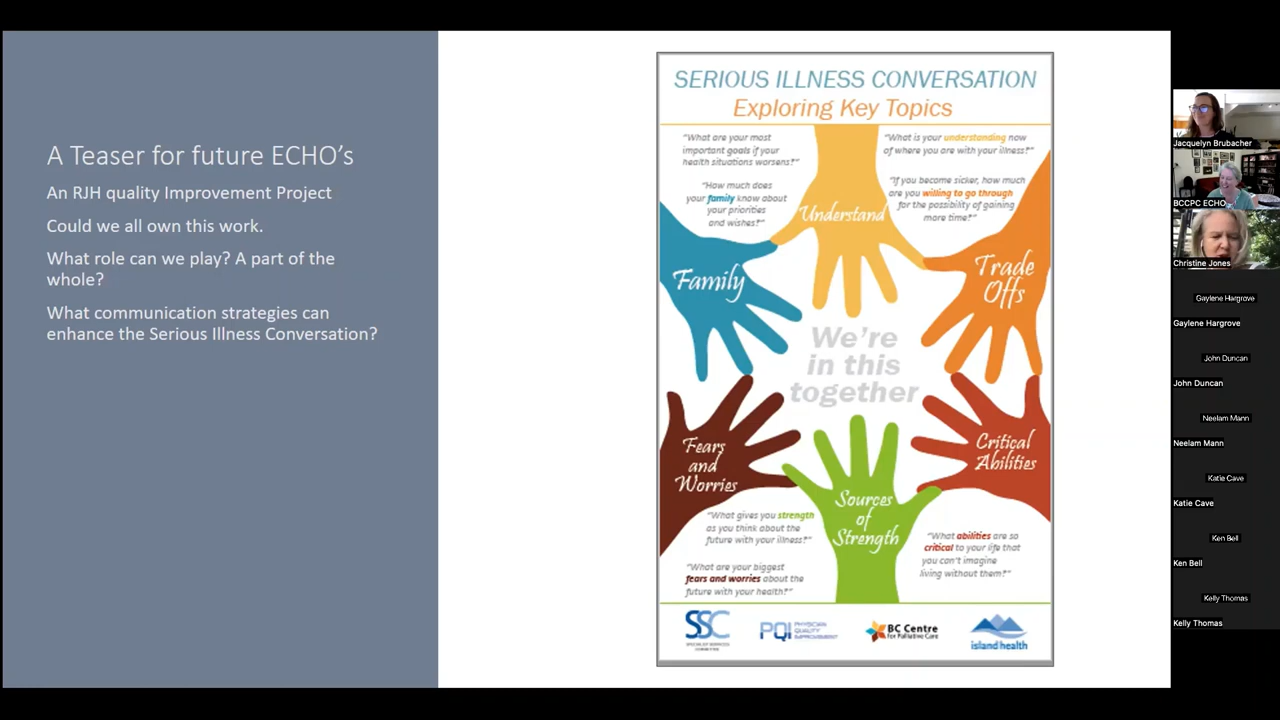 A Teaser for future ECHO’s
An RJH quality Improvement Project
Could we all own this work.
What role can we play? A part of the
whole?
What communication strategies can
enhance the Serious Illness Conversation?
SERIOUS ILLNESS CONVERSATION
Exploring Key Topics
"What are your most
important goals if your
health situations worsens?"
"What is your understanding now
of where you are with your illness?"
"How much does
your family know about
your priorities
and wishes?"
"If you become sicker, how much
are you willing to go through
for the possibility of gaining
more time?"
Understand
Family
Trade
Offs
We're
in this
together
Fears
and
Worries
Critical
Abilities
Sources
of
Strength
"What gives you strength
as you think about the
future with your illness?"
"What are your biggest
fears and worries about the
future with your health?"
"What abilities are so
critical to your life that
you can't imagine
living without them?"
SSC
SPECIALIST SERVICES
COMMITTEE
PQI PHYSICIAN
QUALITY
IMPROVEMENT
BC Centre
for Palliative Care
island health
Jacquelyn Brubacher
BCCPC ECHO
Christine Jones
Gaylene Hargrove
Gaylene Hargrove
John Duncan
John Duncan
Neelam Mann
Neelam Mann
Katie Cave
Katie Cave
Ken Bell
Ken Bell
Kelly Thomas
Kelly Thomas